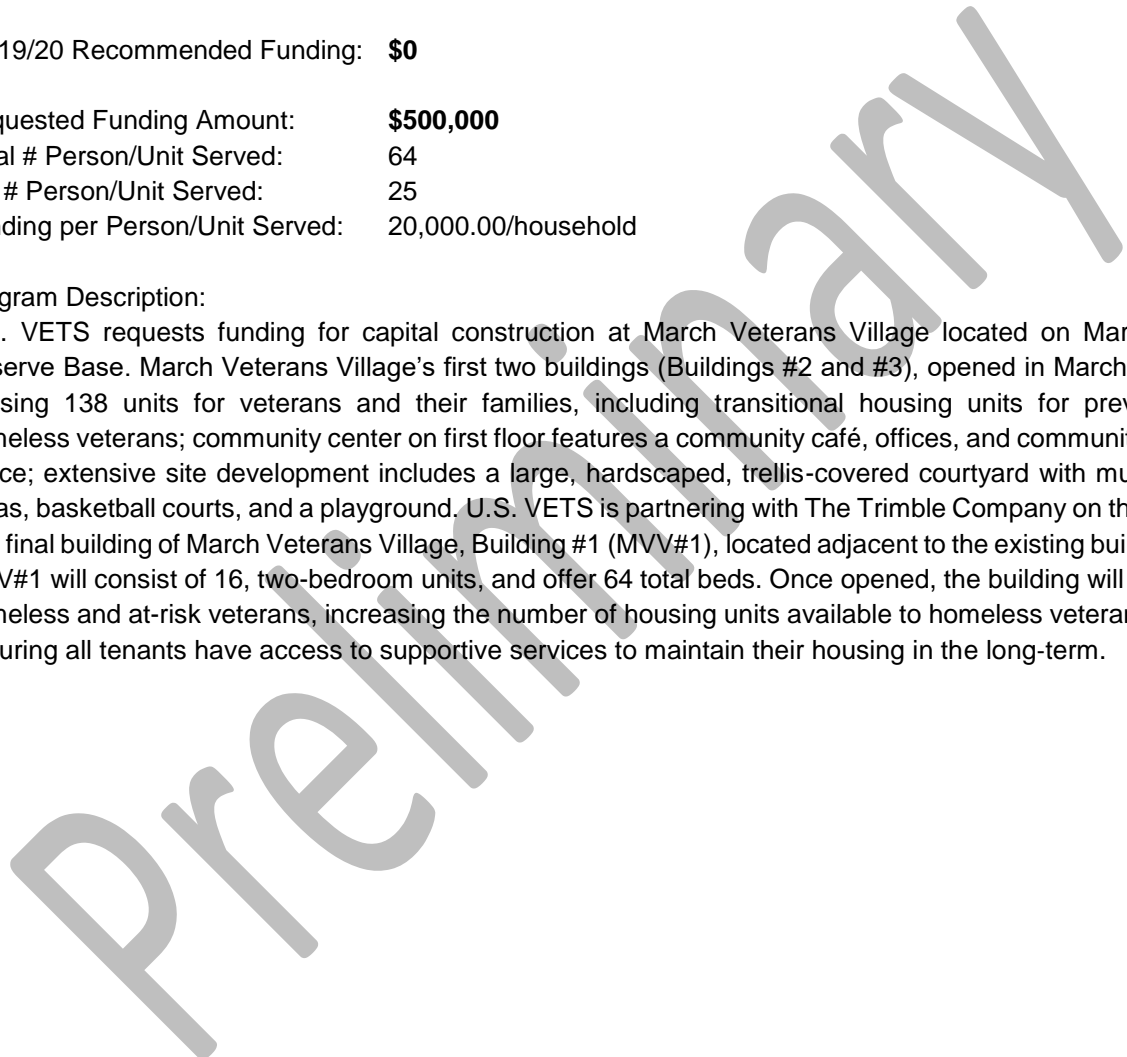 19/20 Recommended Funding: $0
quested Funding Amount: $500,000
al # Person/Unit Served: 64
# Person/Unit Served: 25
ding per Person/Unit Served: 20,000.00/household
gram Description:
. VETS requests funding for capital construction at March Veterans Village located on Mar
serve Base. March Veterans Village’s first two buildings (Buildings #2 and #3), opened in March
sing 138 units for veterans and their families, including transitional housing units for prev
meless veterans; community center on first floor features a community café, offices, and communit
ce; extensive site development includes a large, hardscaped, trellis-covered courtyard with mu
as, basketball courts, and a playground. U.S. VETS is partnering with The Trimble Company on th
final building of March Veterans Village, Building #1 (MVV#1), located adjacent to the existing buil
V#1 will consist of 16, two-bedroom units, and offer 64 total beds. Once opened, the building will
meless and at-risk veterans, increasing the number of housing units available to homeless veteran
uring all tenants have access to supportive services to maintain their housing in the long-term.
Preliminary